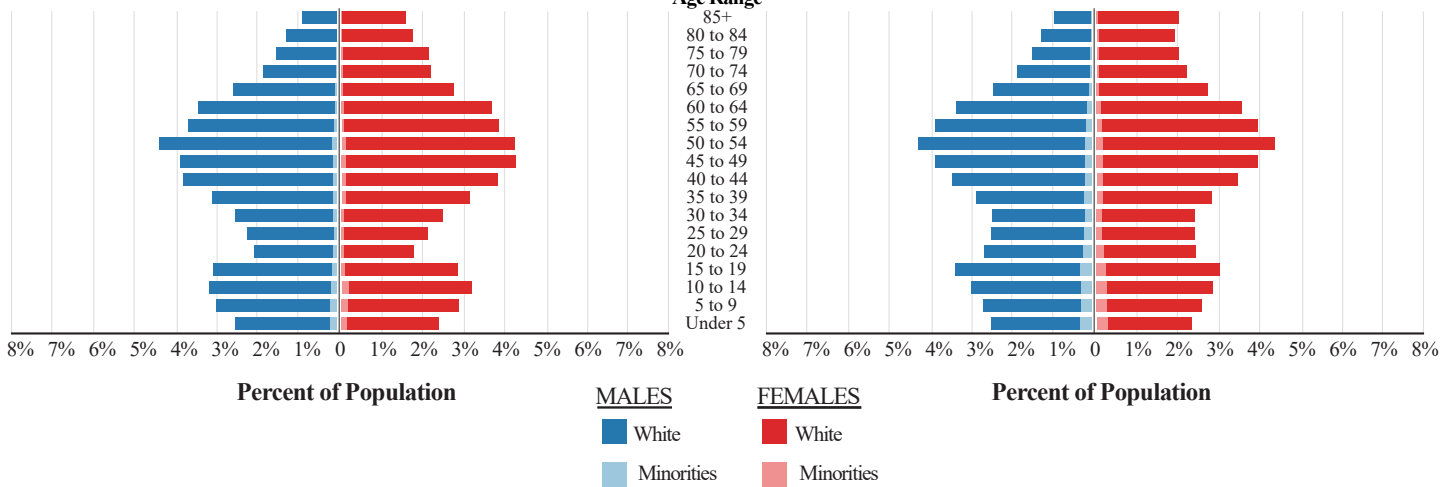 Age Range
85+
80 to 84
75 to 79
70 to 74
65 to 69
60 to 64
55 to 59
50 to 54
45 to 49
40 to 44
35 to 39
30 to 34
25 to 29
20 to 24
15 to 19
10 to 14
5 to 9
Under 5
8% 7% 6% 5% 4% 3% 2% 1% 0 1% 2% 3% 4% 5% 6% 7% 8%
8% 7% 6% 5% 4% 3% 2% 1% 0 1% 2% 3% 4% 5% 6% 7% 8%
Percent of Population
Percent of Population
MALES
White
Minorities
FEMALES
White
Minorities